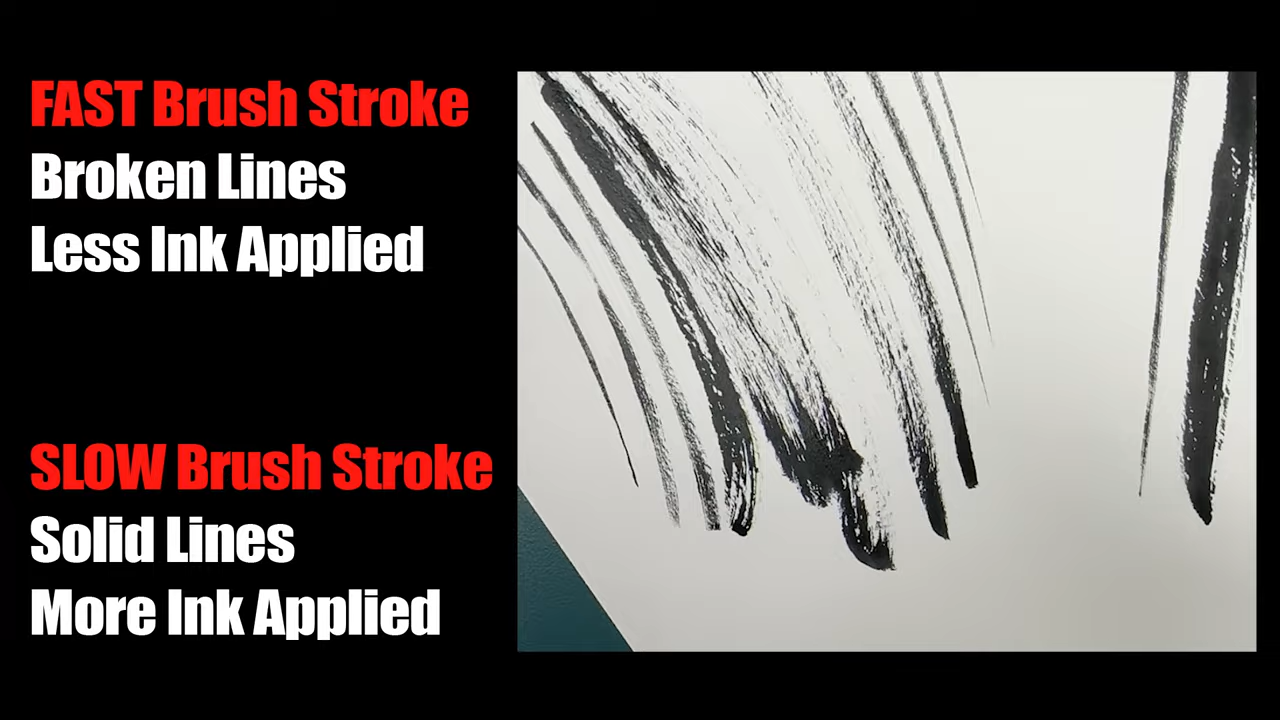 FAST Brush Stroke
Broken Lines
Less Ink Applied
SLOW Brush Stroke
Solid Lines
More Ink Applied